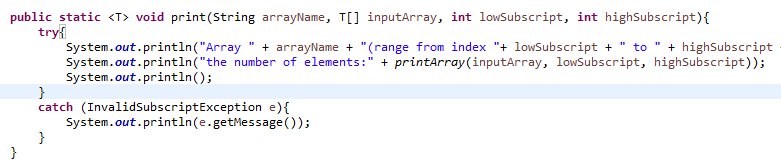 public static <T> void print(String arrayName, T[] inputArray, int lowSubscript, int highSubscript){
try{
System.out.println("Array " + arrayName + "(range from index "+ lowSubscript + " to " + highSubscript
System.out.println("the number of elements:" + printArray(inputArray, lowSubscript, highSubscript));
System.out.println();
}
catch (InvalidSubscriptException e){
System.out.println(e.getMessage());
}
}